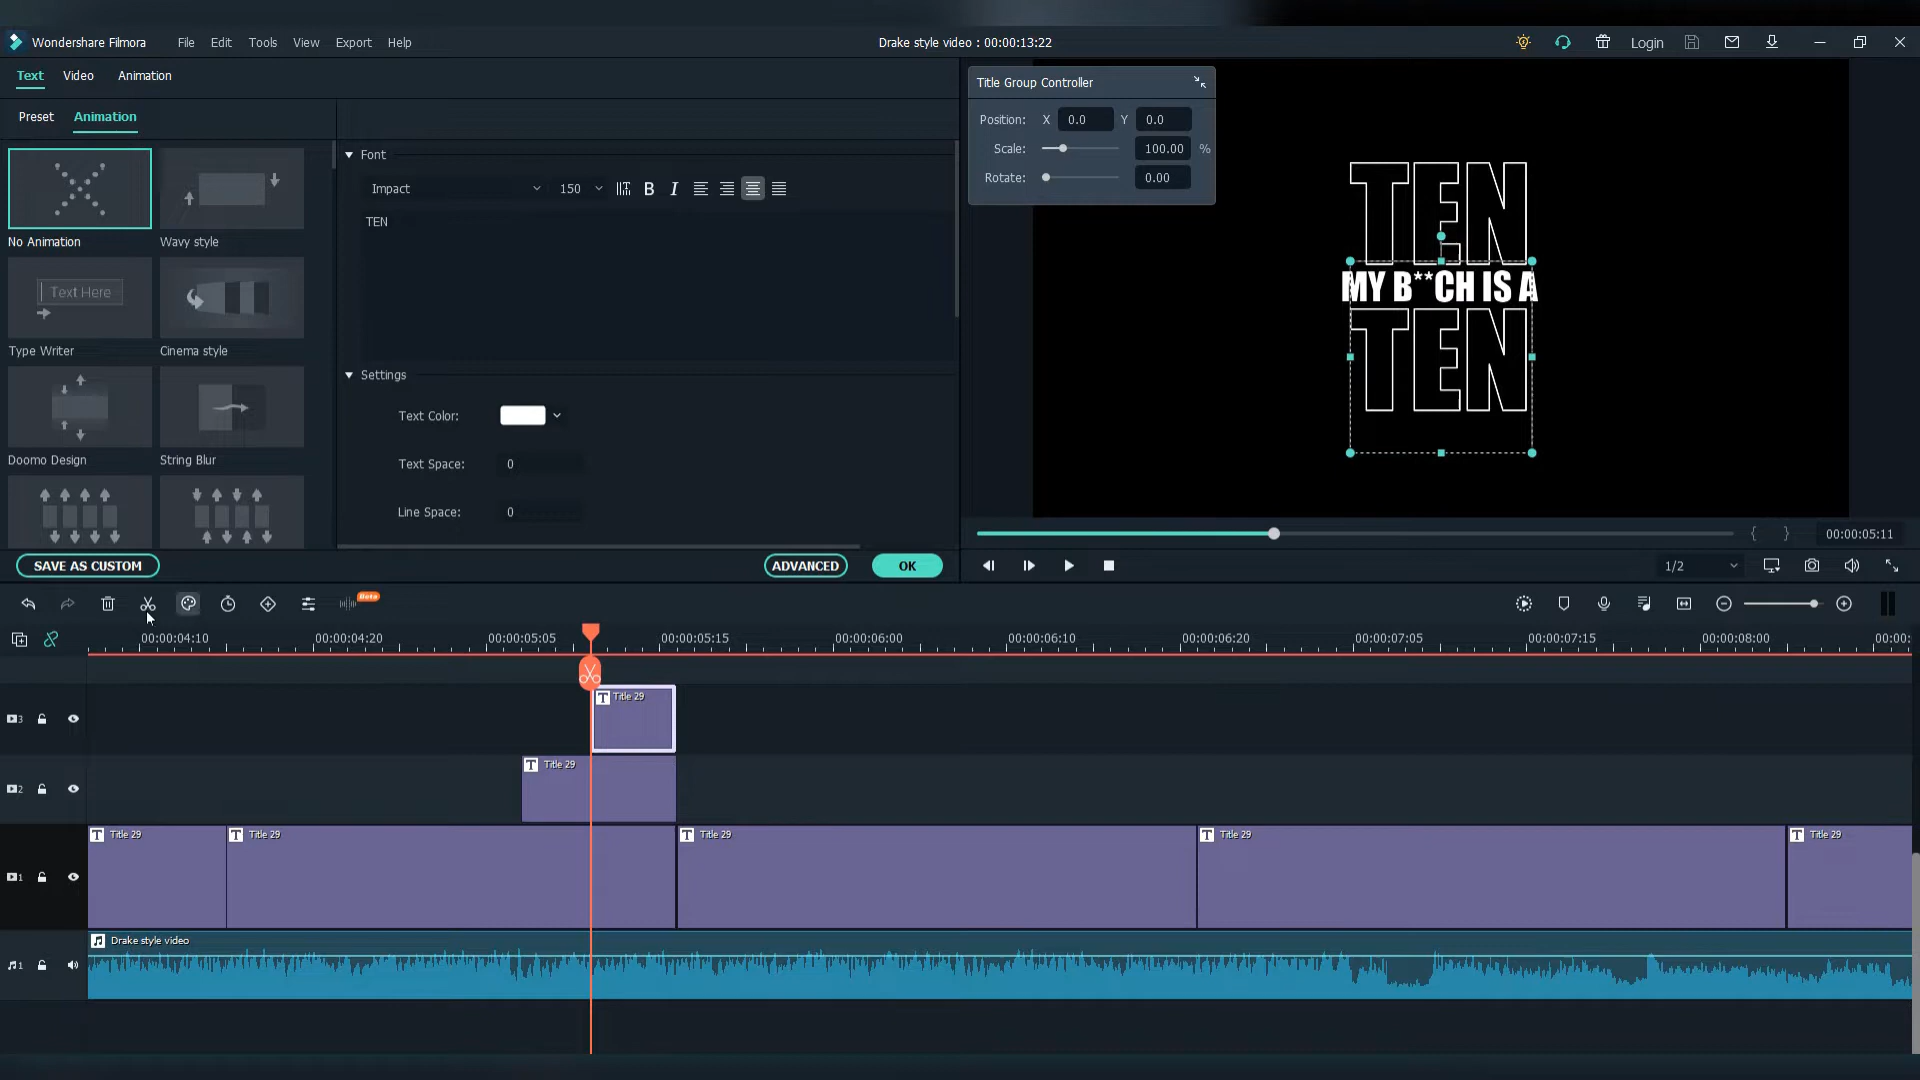 Wondershare Filmora
File
Edit
Tools
View
Export
Help
Drake style video : 00:00:13:22
Login
Text
Video
Animation
Preset
Animation
No Animation
Wavy style
Text Here
Type Writer
Cinema style
Doomo Design
String Blur
Font
Impact
150
B
I
TEN
Settings
Text Color:
Text Space:
0
Line Space:
0
SAVE AS CUSTOM
ADVANCED
OK
Title Group Controller
Position:
X
0.0
Y
0.0
Scale:
100.00
%
Rotate:
0.00
TEN
MY B**CH IS A
TEN
{ }
00:00:05:11
1/2
Beta
00:00:04:10
00:00:04:20
00:00:05:05
00:00:05:15
00:00:06:00
00:00:06:10
00:00:06:20
00:00:07:05
00:00:07:15
00:00:08:00
00:00:
3
T Title 29
2
T Title 29
1
T Title 29
T Title 29
T Title 29
T Title 29
T Title 29
1
Drake style video